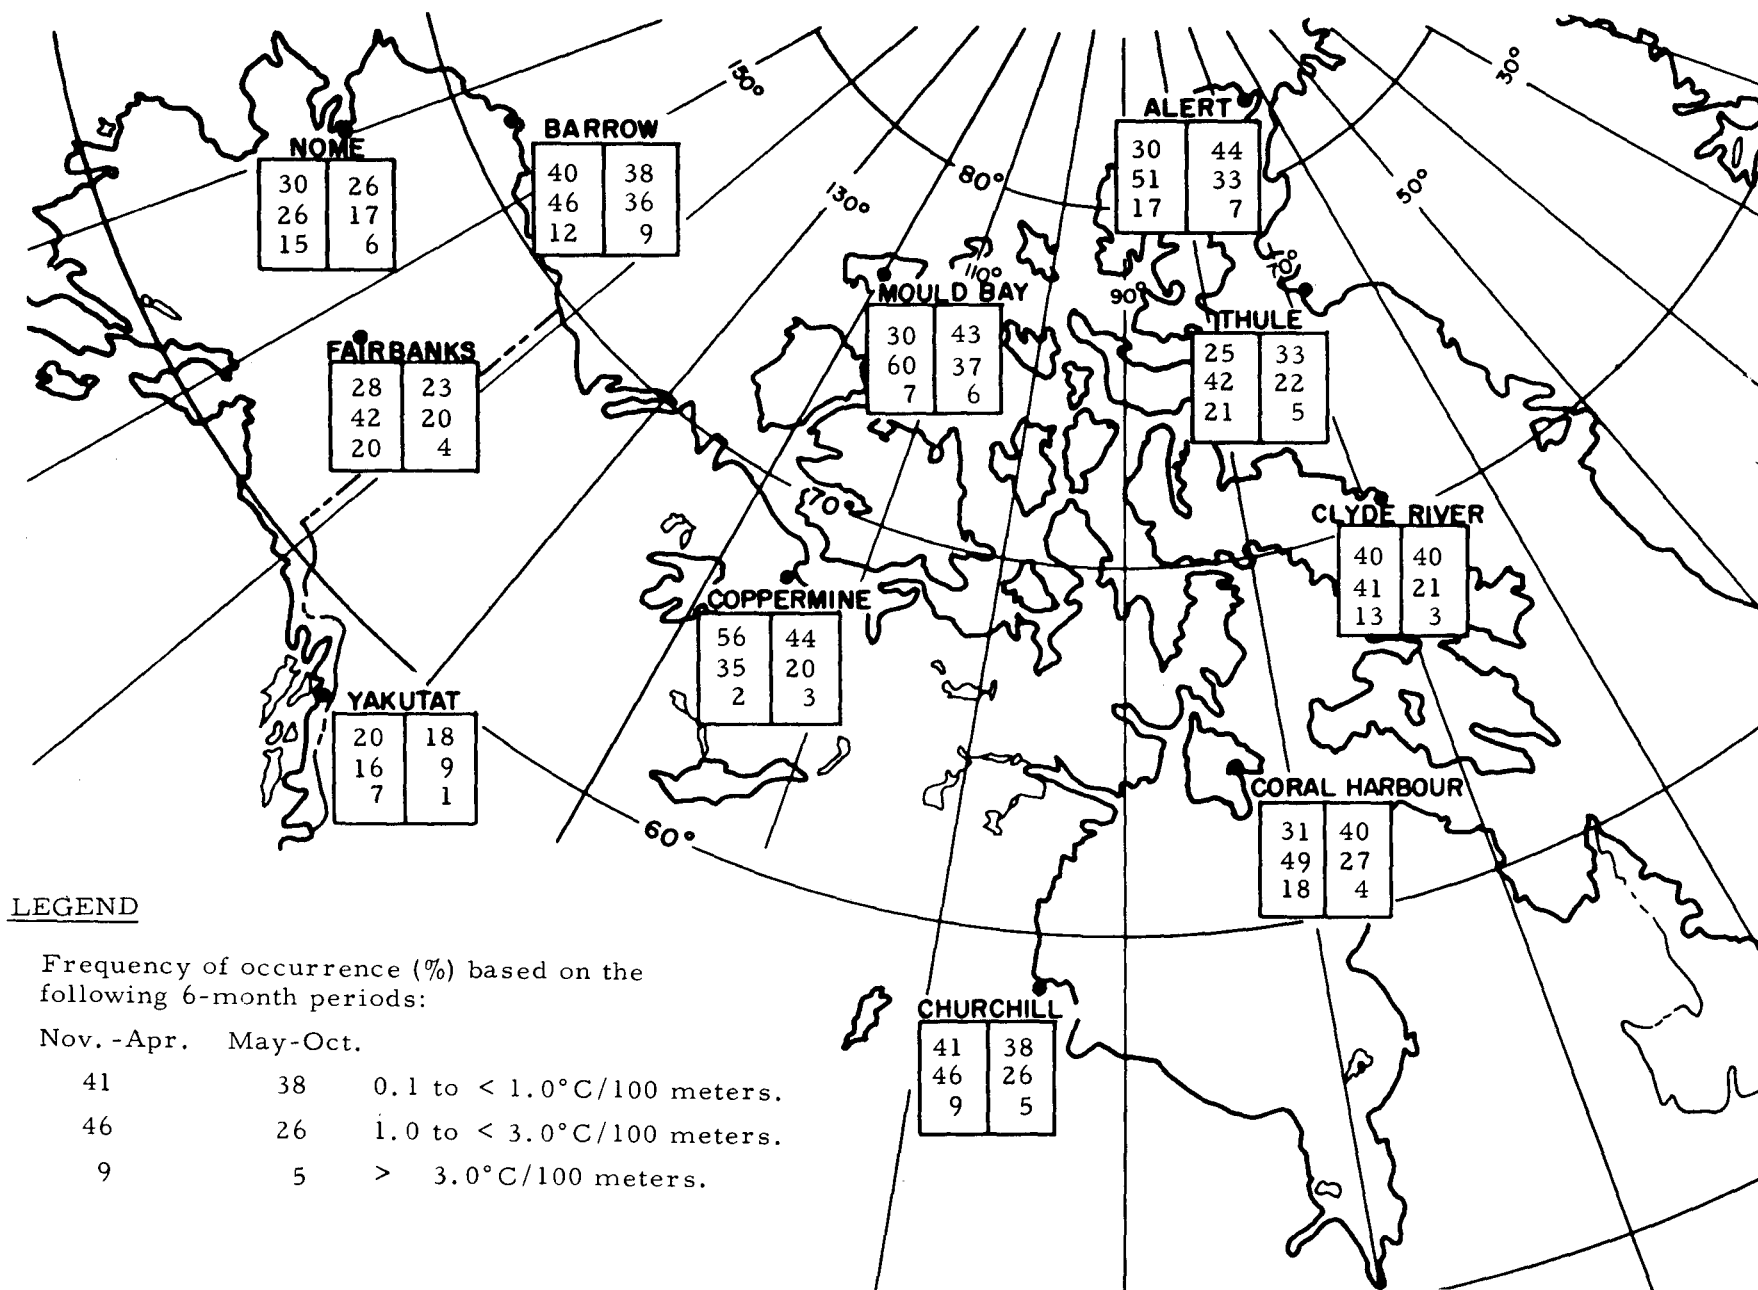 150°
30°
ALERT
30 44
51 33
17 7
BARROW
40 38
46 36
12 9
NOME
30 26
26 17
15 6
80°
130°
50°
110°
90°
70°
MOULD BAY
30 43
60 37
7 6
THULE
25 33
42 22
21 5
FAIRBANKS
28 23
42 20
20 4
70°
CLYDE RIVER
40 40
41 21
13 3
COPPERMINE
56 44
35 20
2 3
YAKUTAT
20 18
16 9
7 1
60°
CORAL HARBOUR
31 40
49 27
18 4
CHURCHILL
41 38
46 26
9 5
LEGEND
Frequency of occurrence (%) based on the
following 6-month periods:
Nov. -Apr. May-Oct.
41 38 0.1 to < 1.0°C/100 meters.
46 26 1.0 to < 3.0°C/100 meters.
9 5 > 3.0°C/100 meters.